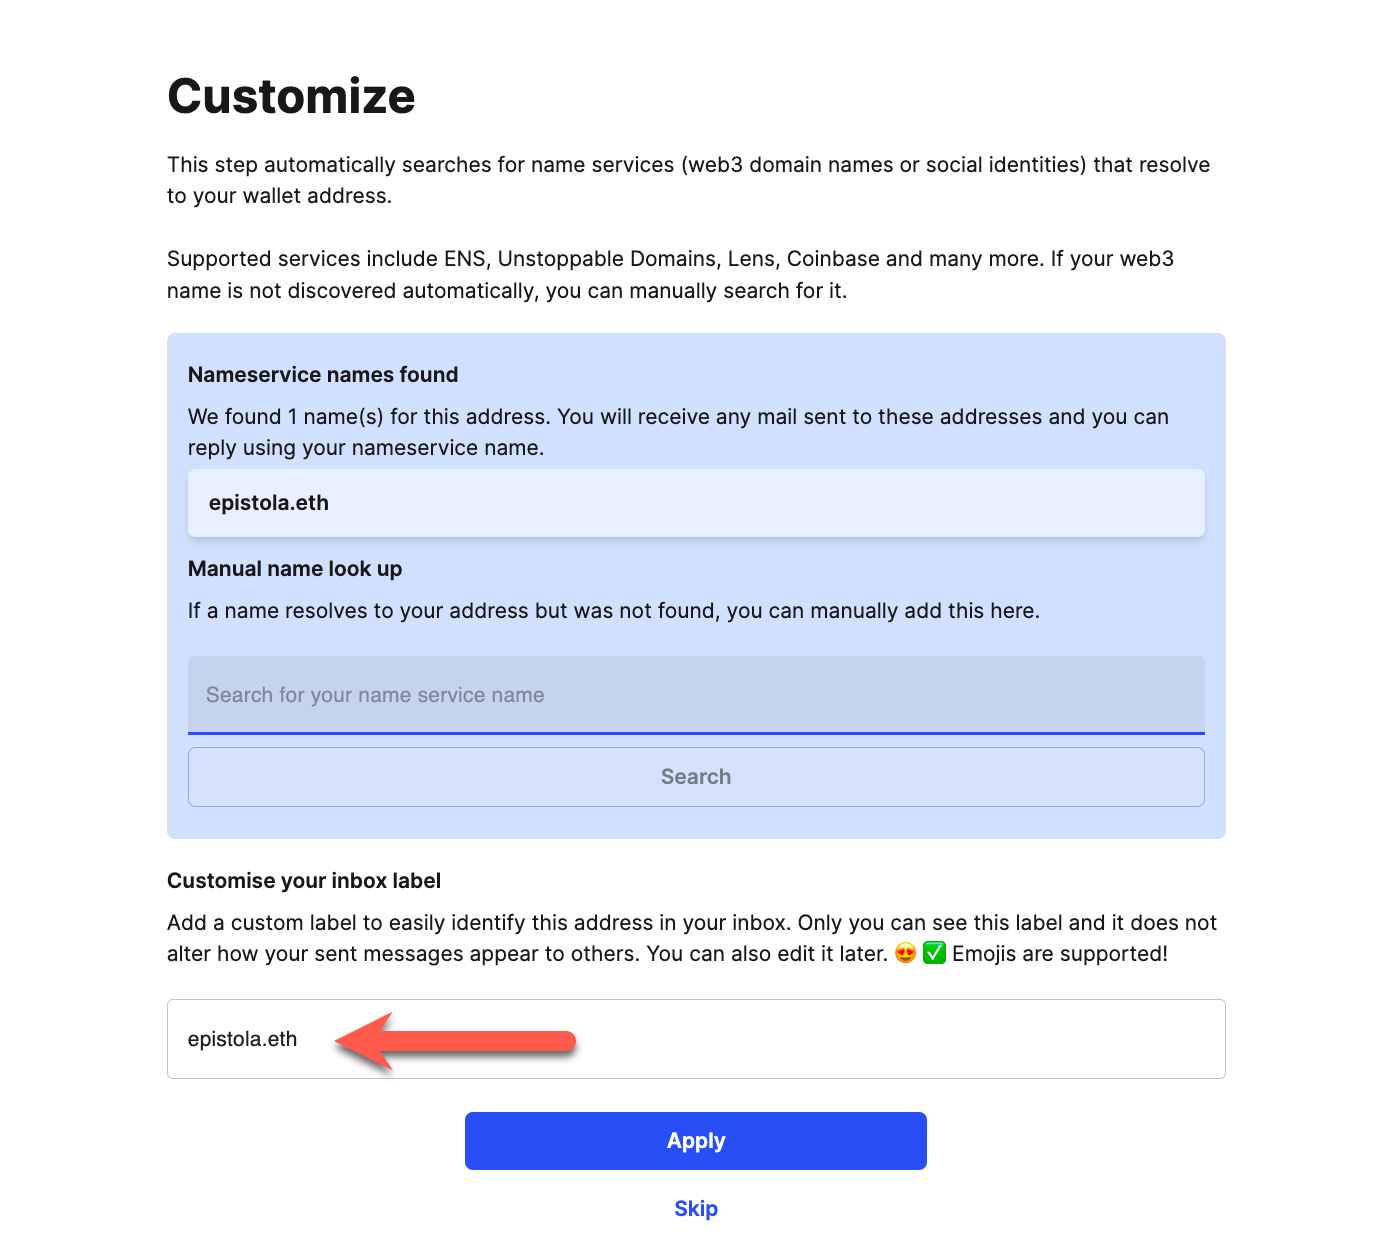 Customize
This step automatically searches for name services (web3 domain names or social identities) that resolve
to your wallet address.
Supported services include ENS, Unstoppable Domains, Lens, Coinbase and many more. If your web3
name is not discovered automatically, you can manually search for it.
Nameservice names found
We found 1 name(s) for this address. You will receive any mail sent to these addresses and you can
reply using your nameservice name.
epistola.eth
Manual name look up
If a name resolves to your address but was not found, you can manually add this here.
Search for your name service name
Search
Customise your inbox label
Add a custom label to easily identify this address in your inbox. Only you can see this label and it does not
alter how your sent messages appear to others. You can also edit it later. 😍 ✅ Emojis are supported!
epistola.eth
Apply
Skip